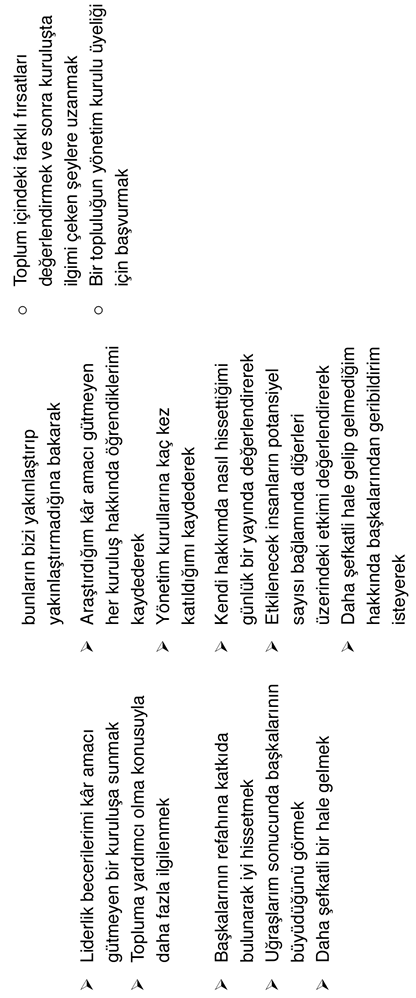 Liderlik becerilerimi kâr amacı
gütmeyen bir kuruluşa sunmak
Topluma yardımcı olma konusuyla
daha fazla ilgilenmek
Başkalarının refahına katkıda
bulunarak iyi hissetmek
Uğraşlarım sonucunda başkalarının
büyüdüğünü görmek
Daha şefkatli bir hale gelmek
bunların bizi yakınlaştırıp
yakınlaştırmadığına bakarak
Araştırdığım kâr amacı gütmeyen
her kuruluş hakkında öğrendiklerimi
kaydederek
Yönetim kurullarına kaç kez
katıldığımı kaydederek
Kendi hakkımda nasıl hissettiğimi
günlük bir yayında değerlendirerek
Etkilenecek insanların potansiyel
sayısı bağlamında diğerleri
üzerindeki etkimi değerlendirerek
Daha şefkatli hale gelip gelmediğim
hakkında başkalarından geribildirim
isteyerek
Toplum içindeki farklı fırsatları
değerlendirmek ve sonra kuruluşta
ilgimi çeken şeylere uzanmak
Bir topluluğun yönetim kurulu üyeliği
için başvurmak